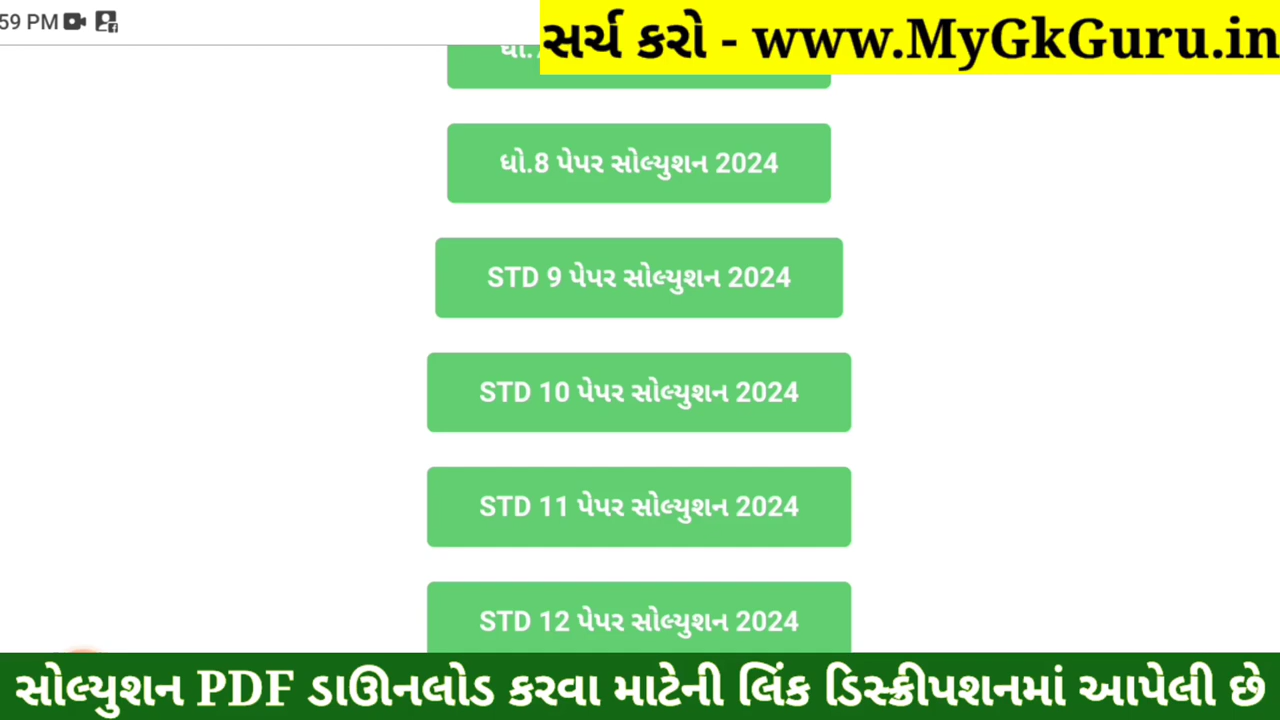 59 PM
સર્ચ કરો - www.MyGkGuru.in
ધો.8 પેપર સોલ્યુશન 2024
STD 9 પેપર સોલ્યુશન 2024
STD 10 પેપર સોલ્યુશન 2024
STD 11 પેપર સોલ્યુશન 2024
STD 12 પેપર સોલ્યુશન 2024
સોલ્યુશન PDF ડાઊનલોડ કરવા માટેની લિંક ડિસ્ક્રીપશનમાં આપેલી છે